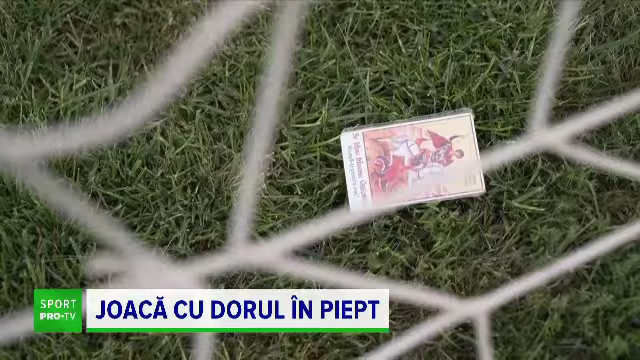 SPORT
PRO•TV
JOACĂ CU DORUL ÎN PIEPT